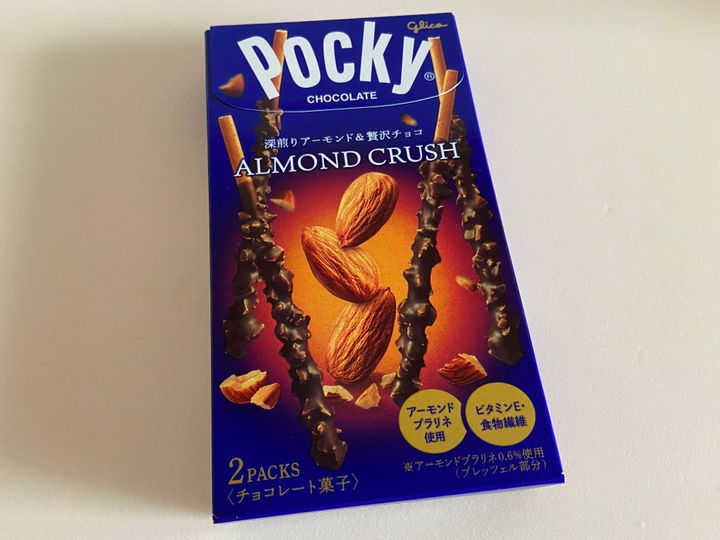 glico
Pocky®
CHOCOLATE
深煎りアーモンド&贅沢チョコ
ALMOND CRUSH
アーモンド
プラリネ
使用
ビタミンE・
食物繊維
2 PACKS
〈チョコレート菓子〉
※アーモンドプラリネ0.6%使用
(プレッツェル部分)